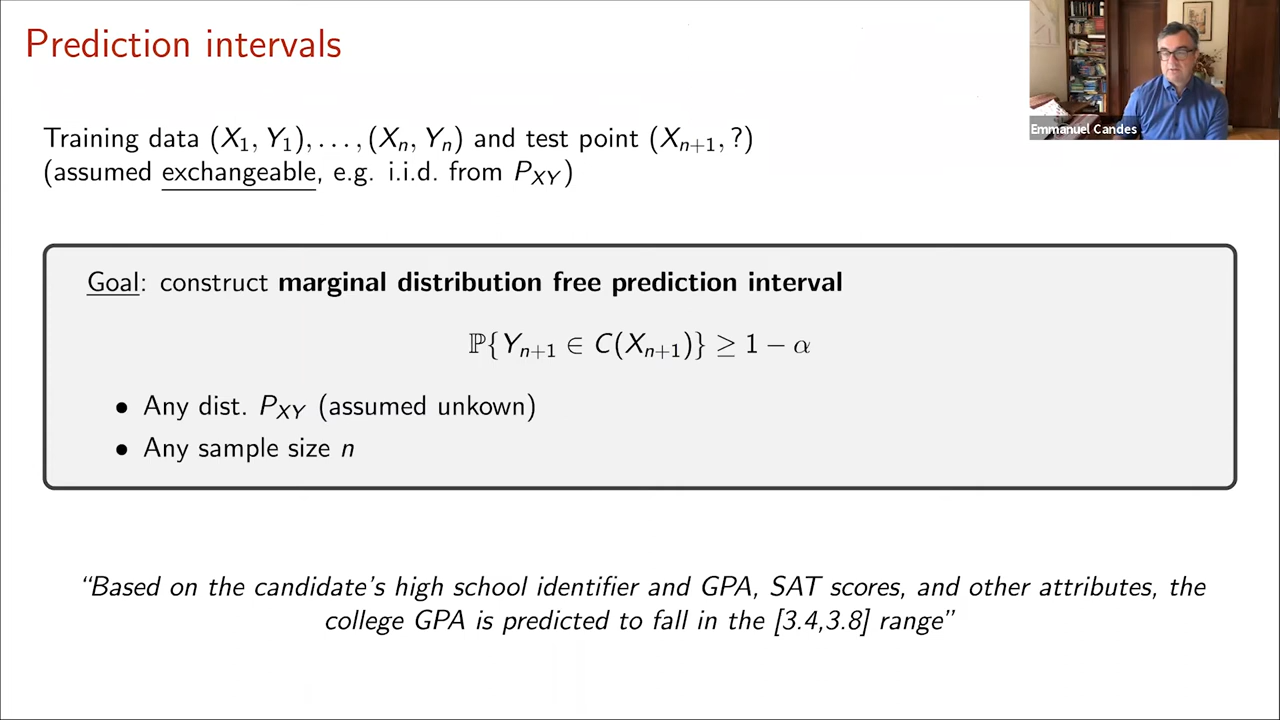 Prediction intervals
Emmanuel Candes
Training data (X₁, Y₁), . . . , (Xₙ, Yₙ) and test point (Xₙ₊₁, ?)
(assumed exchangeable, e.g. i.i.d. from P_XY)
Goal: construct marginal distribution free prediction interval
ℙ{Yₙ₊₁ ∈ C(Xₙ₊₁)} ≥ 1 − α
• Any dist. P_XY (assumed unkown)
• Any sample size n
“Based on the candidate’s high school identifier and GPA, SAT scores, and other attributes, the
college GPA is predicted to fall in the [3.4,3.8] range”